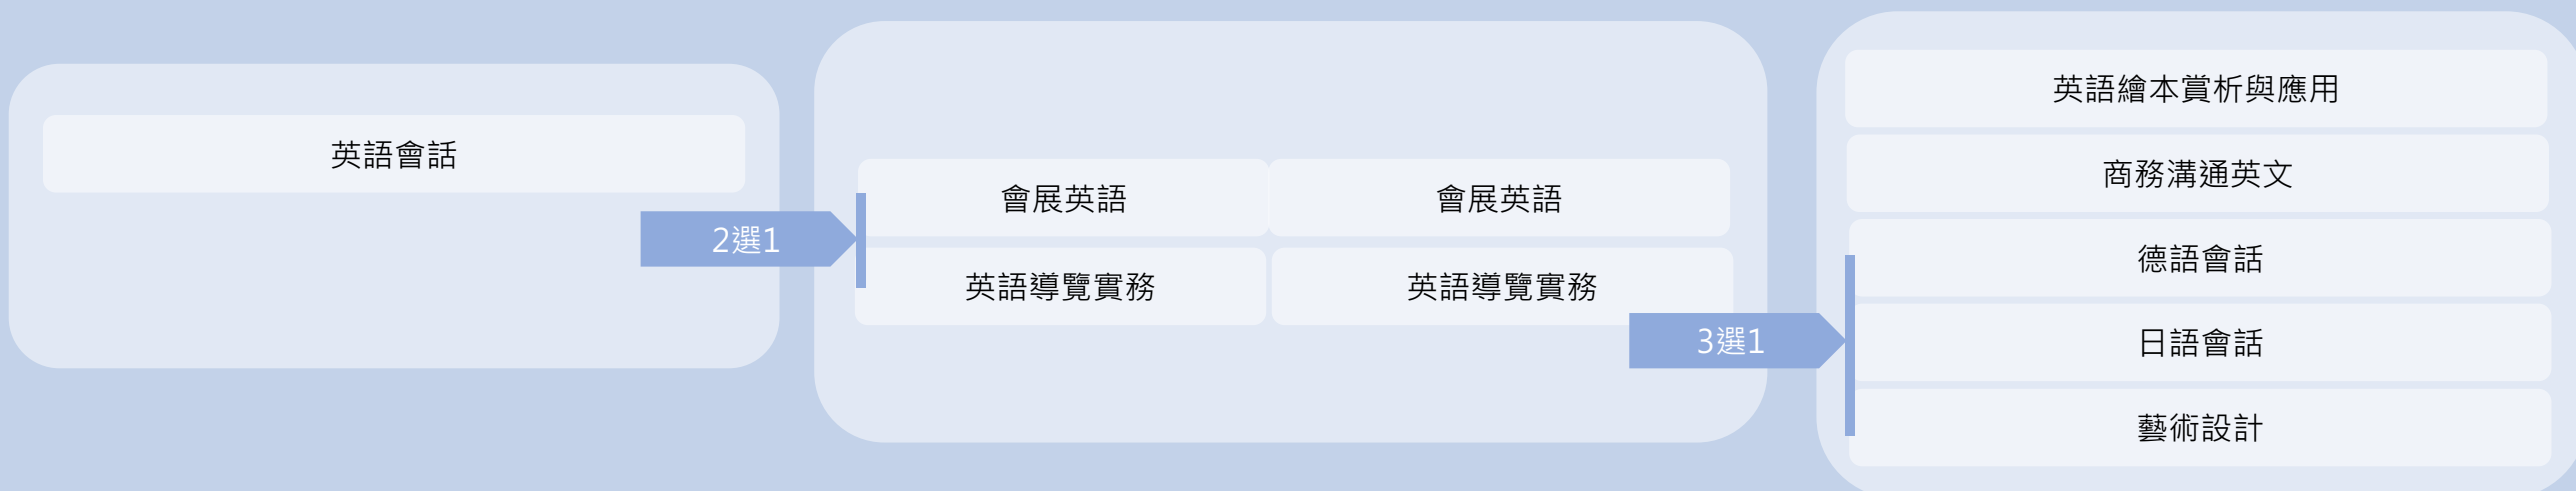 英語會話
2選1
會展英語
會展英語
英語導覽實務
英語導覽實務
3選1
英語繪本賞析與應用
商務溝通英文
德語會話
日語會話
藝術設計